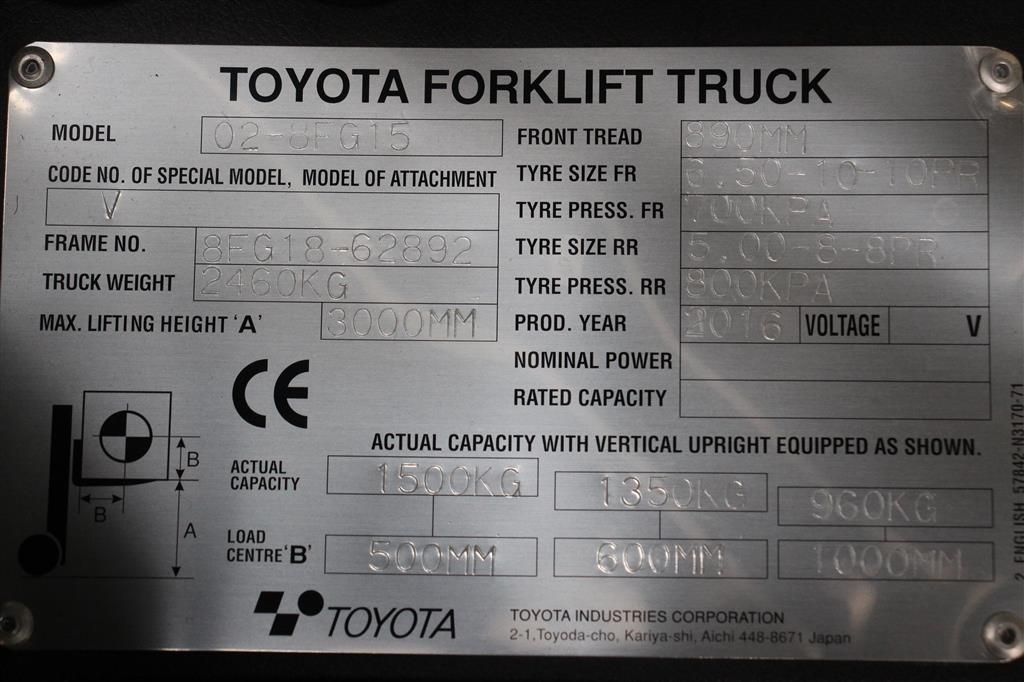 TOYOTA FORKLIFT TRUCK
MODEL 02-8FG15
CODE NO. OF SPECIAL MODEL, MODEL OF ATTACHMENT
V
FRAME NO. 8FG18-62892
TRUCK WEIGHT 2460KG
MAX. LIFTING HEIGHT 'A' 3000MM
FRONT TREAD 890MM
TYRE SIZE FR 6.50-10-10PR
TYRE PRESS. FR 700KPA
TYRE SIZE RR 5.00-8-8PR
TYRE PRESS. RR 800KPA
PROD. YEAR 2016 VOLTAGE V
NOMINAL POWER
RATED CAPACITY
CE
B
B
A
ACTUAL CAPACITY WITH VERTICAL UPRIGHT EQUIPPED AS SHOWN.
ACTUAL
CAPACITY 1500KG 1350KG 960KG
LOAD
CENTRE 'B' 500MM 600MM 1000MM
TOYOTA
TOYOTA INDUSTRIES CORPORATION
2-1,Toyoda-cho, Kariya-shi, Aichi 448-8671 Japan
2 ENGLISH 57842-N3170-71